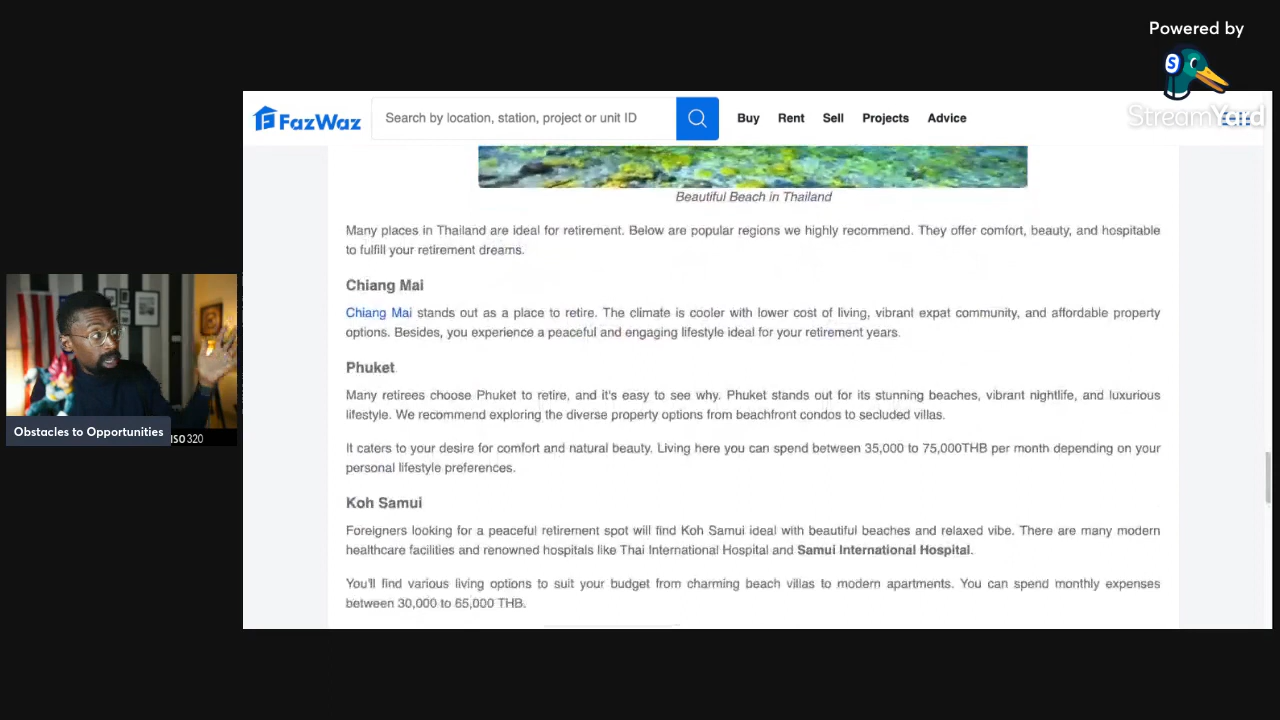 Powered by
S
StreamYard
FazWaz
Search by location, station, project or unit ID
Buy Rent Sell Projects Advice
Beautiful Beach in Thailand
Many places in Thailand are ideal for retirement. Below are popular regions we highly recommend. They offer comfort, beauty, and hospitable
to fulfill your retirement dreams.
Chiang Mai
Chiang Mai stands out as a place to retire. The climate is cooler with lower cost of living, vibrant expat community, and affordable property
options. Besides, you experience a peaceful and engaging lifestyle ideal for your retirement years.
Phuket
Many retirees choose Phuket to retire, and it's easy to see why. Phuket stands out for its stunning beaches, vibrant nightlife, and luxurious
lifestyle. We recommend exploring the diverse property options from beachfront condos to secluded villas.
It caters to your desire for comfort and natural beauty. Living here you can spend between 35,000 to 75,000THB per month depending on your
personal lifestyle preferences.
Koh Samui
Foreigners looking for a peaceful retirement spot will find Koh Samui ideal with beautiful beaches and relaxed vibe. There are many modern
healthcare facilities and renowned hospitals like Thai International Hospital and Samui International Hospital.
You'll find various living options to suit your budget from charming beach villas to modern apartments. You can spend monthly expenses
between 30,000 to 65,000 THB.
Obstacles to Opportunities
ISO 320